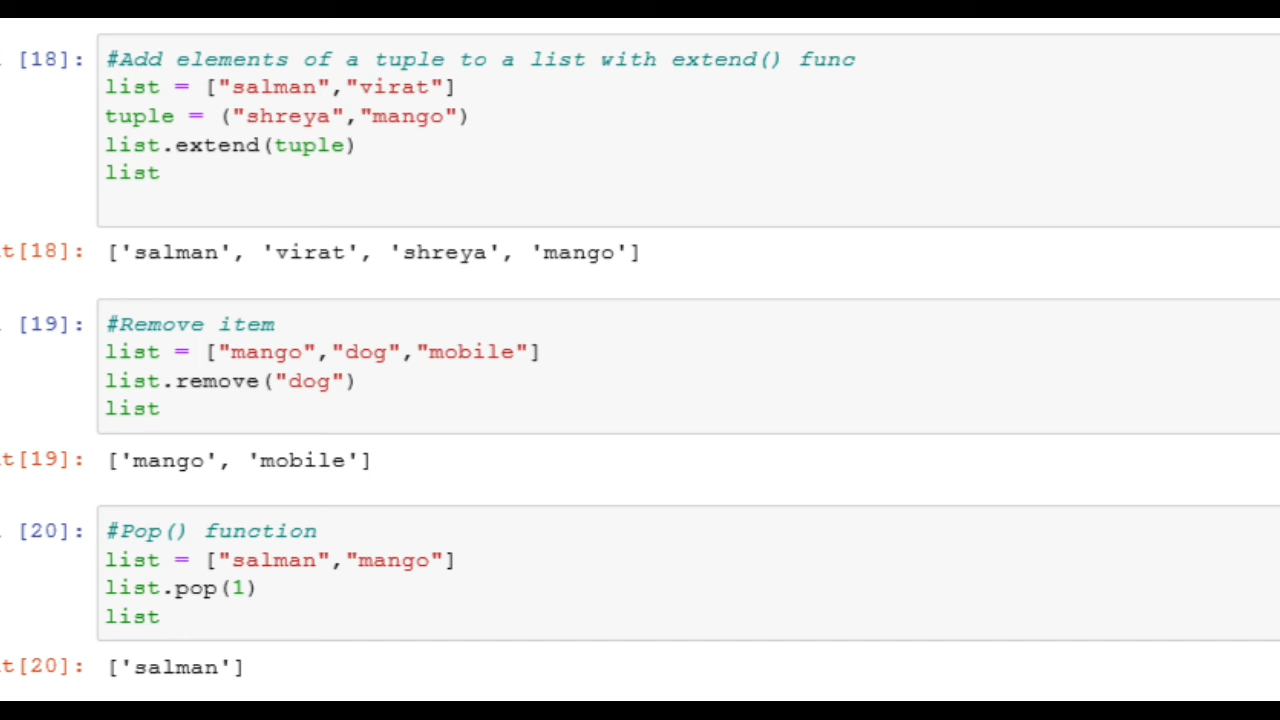 [18]: #Add elements of a tuple to a list with extend() func
list = ["salman","virat"]
tuple = ("shreya","mango")
list.extend(tuple)
list
t[18]: ['salman', 'virat', 'shreya', 'mango']
[19]: #Remove item
list = ["mango","dog","mobile"]
list.remove("dog")
list
t[19]: ['mango', 'mobile']
[20]: #Pop() function
list = ["salman","mango"]
list.pop(1)
list
t[20]: ['salman']